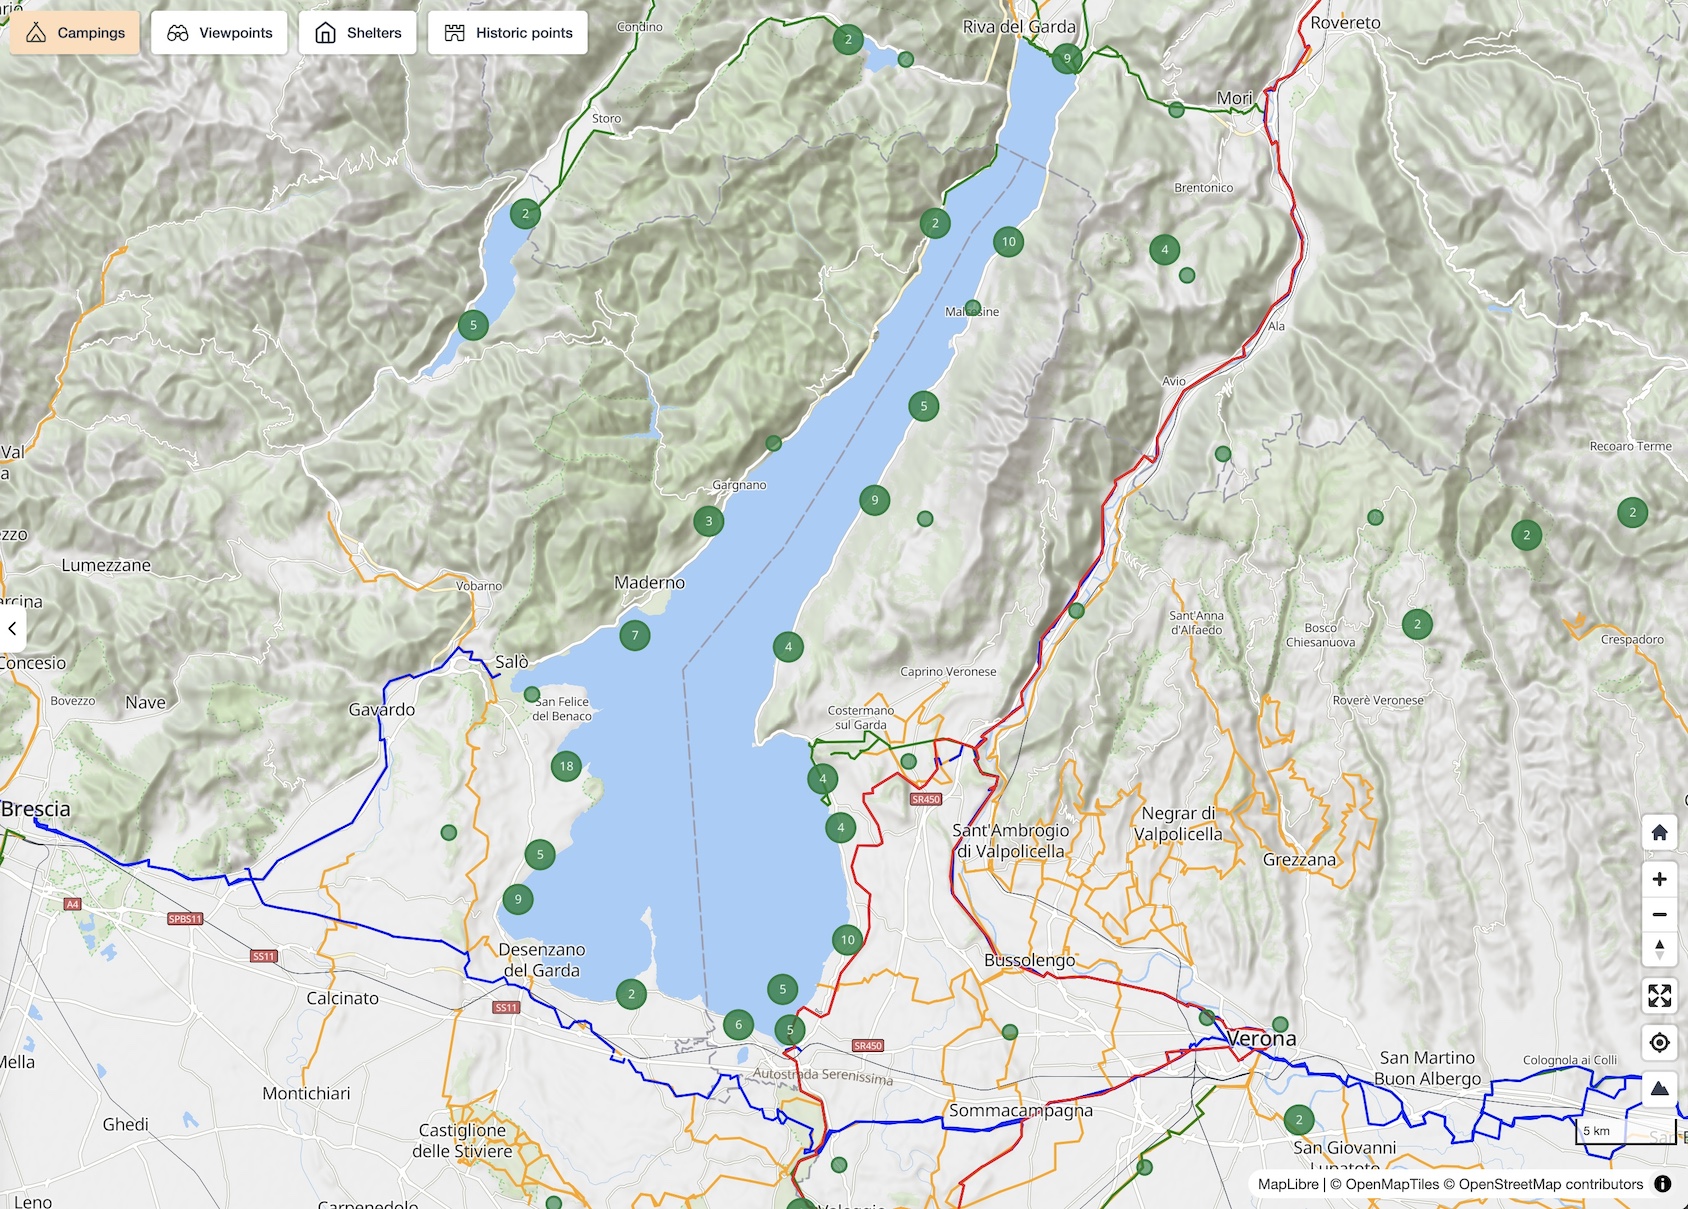 Campings
Viewpoints
Shelters
Historic points
Condino
2
Riva del Garda
9
Rovereto
Storo
Mori
Brentonico
2
2
10
4
5
Malcesine
Ala
Avio
5
Val
Recoaro Terme
Gargnano
9
3
2
2
Lumezzane
Vobarno
Maderno
7
4
Sant'Anna
d'Alfaedo
Bosco
Chiesanuova
2
Crespadoro
Concesio
Salò
Caprino Veronese
Bovezzo
Nave
Gavardo
San Felice
del Benaco
Costermano
sul Garda
Roverè Veronese
18
4
SR450
Brescia
4
Sant'Ambrogio
di Valpolicella
Negrar di
Valpolicella
Grezzana
5
A4
SPBS11
9
SS11
10
Desenzano
del Garda
Bussolengo
Calcinato
SS11
2
5
6
5
SR450
Verona
Mella
Autostrada Serenissima
San Martino
Buon Albergo
Colognola ai Colli
Montichiari
Ghedi
Castiglione
delle Stiviere
Sommacampagna
2
5 km
San Giovanni
Lupatoto
MapLibre | © OpenMapTiles © OpenStreetMap contributors
Leno
Carpenedolo
Valeggio